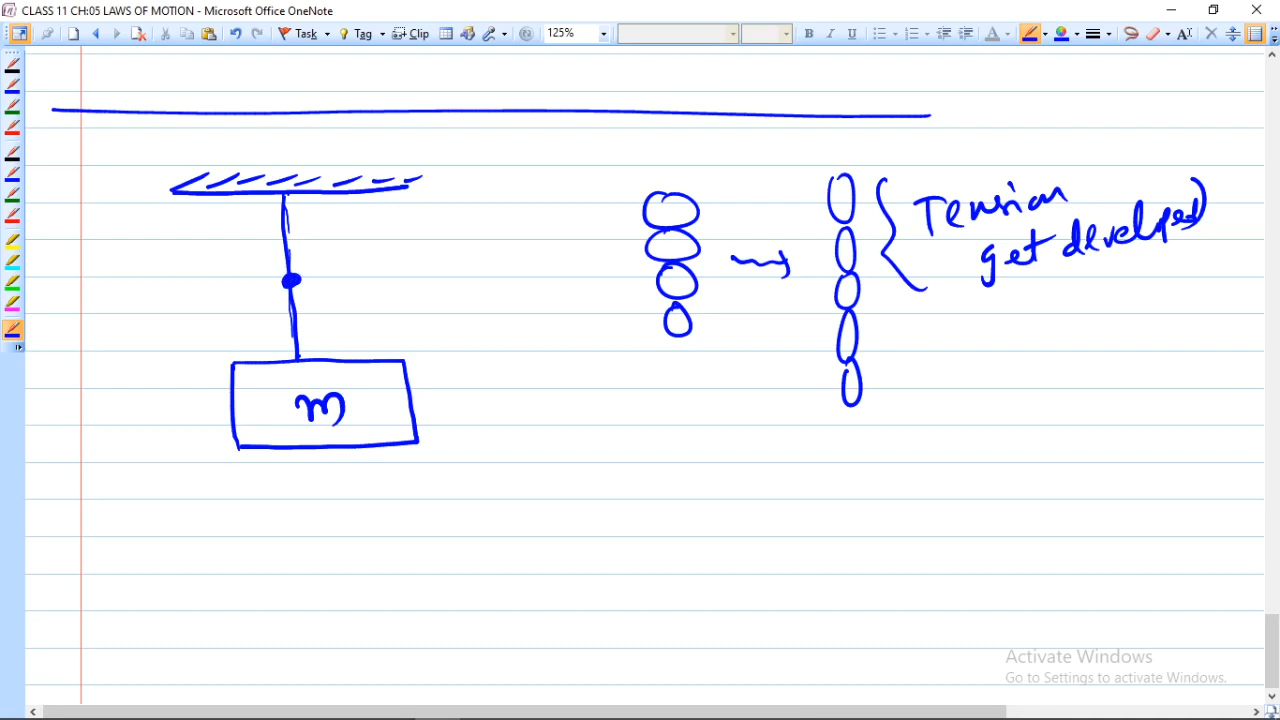 CLASS 11 CH:05 LAWS OF MOTION - Microsoft Office OneNote
Task Tag Clip 125% B I U A
Tension
get developed
m
Activate Windows
Go to Settings to activate Windows.